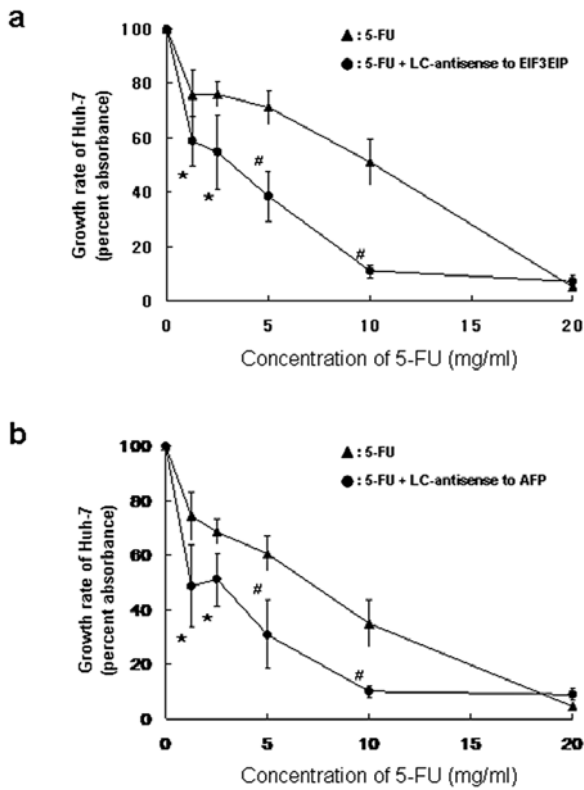 a
▲ : 5-FU
● : 5-FU + LC-antisense to EIF3EIP
Growth rate of Huh-7
(percent absorbance)
100
80
60
40
20
0
*
*
#
#
0 5 10 15 20
Concentration of 5-FU (mg/ml)
b
▲ : 5-FU
● : 5-FU + LC-antisense to AFP
Growth rate of Huh-7
(percent absorbance)
100
80
60
40
20
0
*
*
#
#
0 5 10 15 20
Concentration of 5-FU (mg/ml)